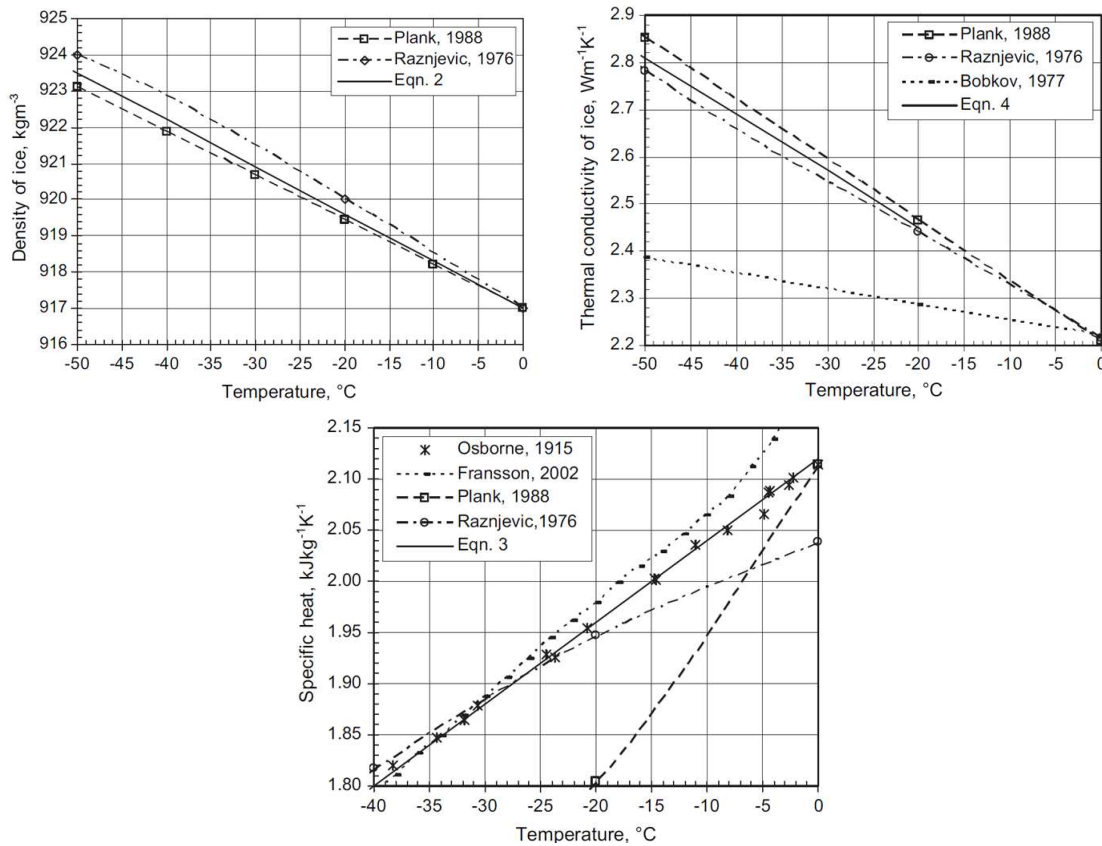 Density of ice, kgm⁻³
925
924
923
922
921
920
919
918
917
916
-50 -45 -40 -35 -30 -25 -20 -15 -10 -5 0
Temperature, °C
Plank, 1988
Raznjevic, 1976
Eqn. 2
Thermal conductivity of ice, Wm⁻¹K⁻¹
2.9
2.8
2.7
2.6
2.5
2.4
2.3
2.2
-50 -45 -40 -35 -30 -25 -20 -15 -10 -5 0
Temperature, °C
Plank, 1988
Raznjevic, 1976
Bobkov, 1977
Eqn. 4
Specific heat, kJkg⁻¹K⁻¹
2.15
2.10
2.05
2.00
1.95
1.90
1.85
1.80
-40 -35 -30 -25 -20 -15 -10 -5 0
Temperature, °C
Osborne, 1915
Fransson, 2002
Plank, 1988
Raznjevic,1976
Eqn. 3